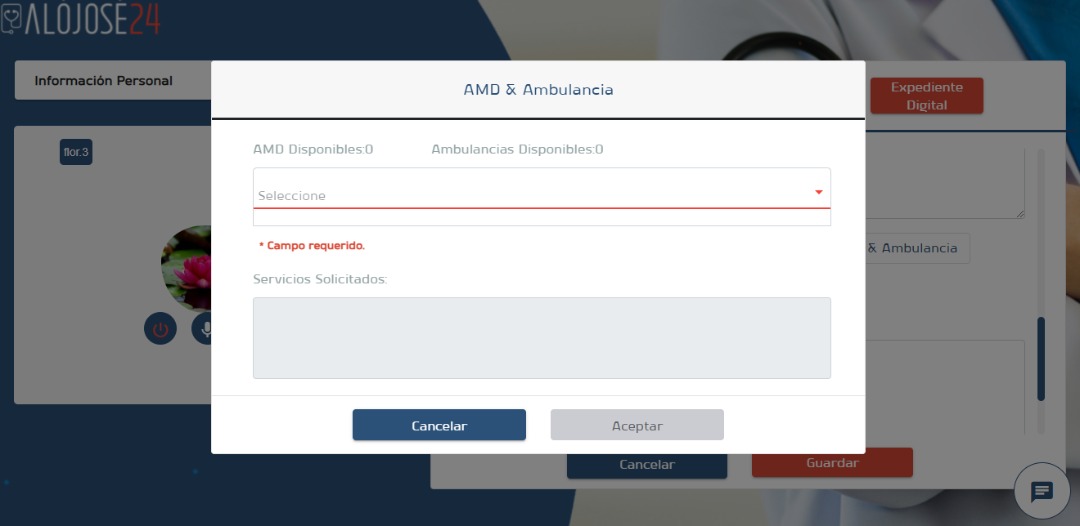 ALÓJOSÉ24
Información Personal
flor.3
Expediente
Digital
AMD & Ambulancia
AMD Disponibles:0
Ambulancias Disponibles:0
Seleccione
* Campo requerido.
& Ambulancia
Servicios Solicitados:
Cancelar
Aceptar
Cancelar
Guardar